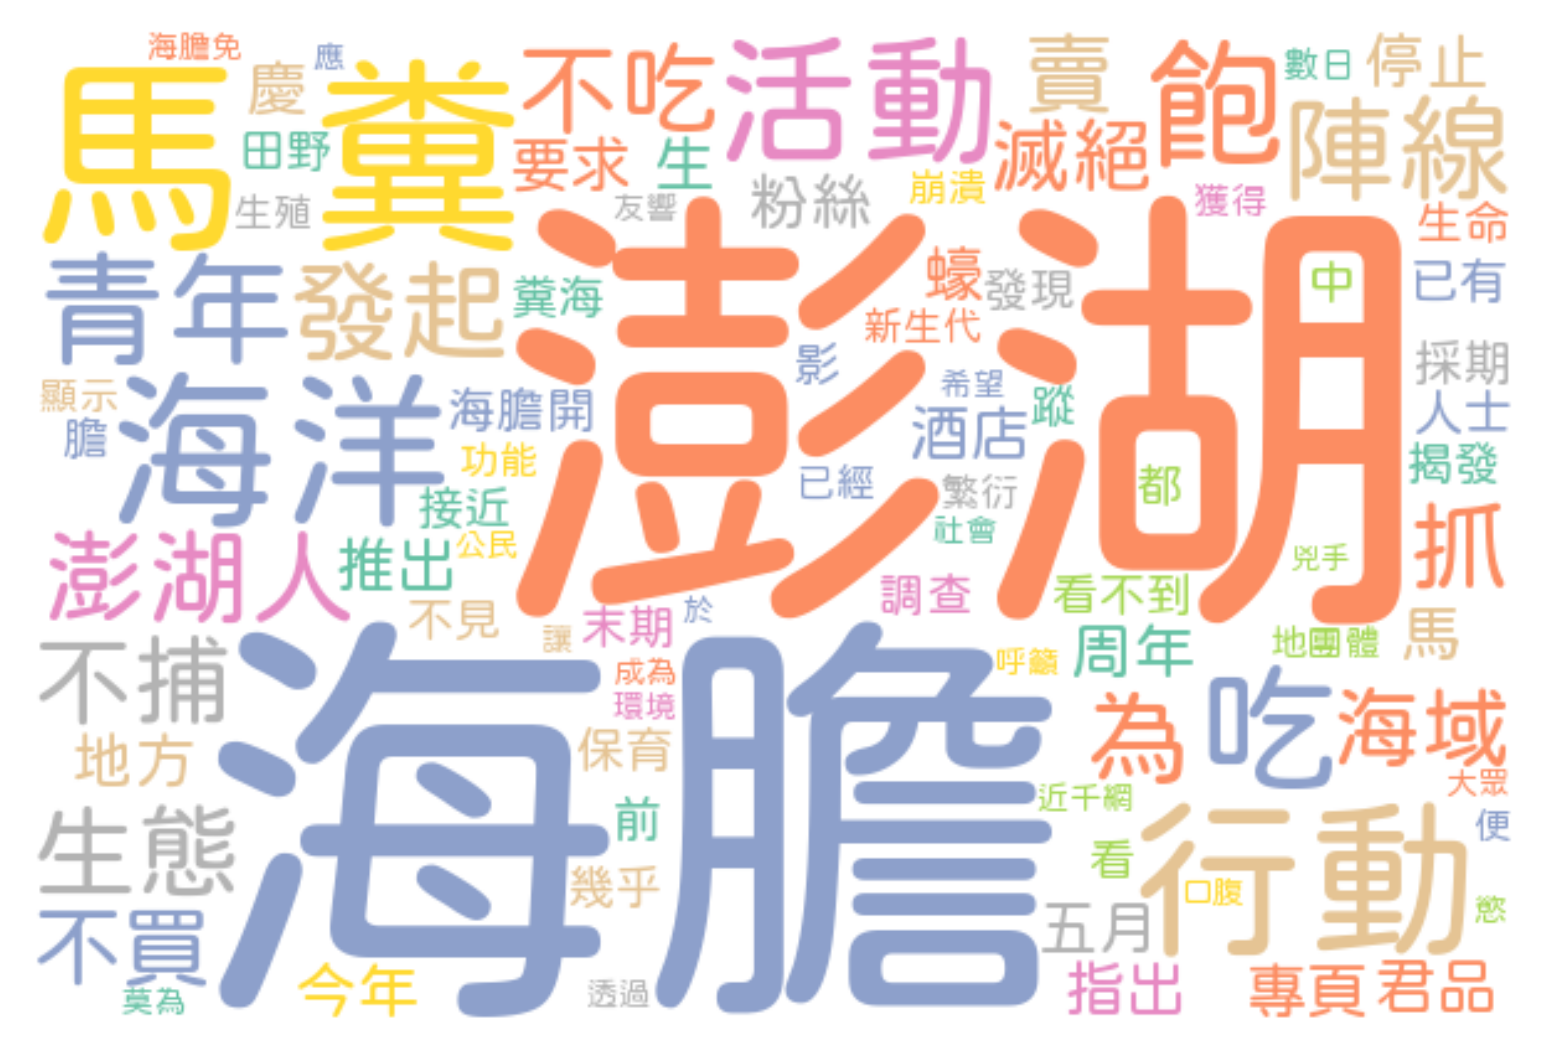 海膽免
應
慶
馬糞
不吃
活動
賣
飽
數日
停止
田野
要求
生
滅絕
陣線
生殖
友響
粉絲
崩潰
獲得
生命
青年
發起
糞海
澎湖
蠔
發現
中
已有
新生代
影
希望
採期
顯示
膽
海洋
海膽開
酒店
蹤
人士
功能
已經
繁衍
都
揭發
接近
社會
澎湖人
推出
公民
兇手
抓
不見
調查
看不到
讓
末期
於
周年
地團體
馬
不捕
海膽
成為
環境
呼籲
為
吃
海域
地方
保育
近千網
大眾
生態
前
看
行動
便
幾乎
口腹
慾
不買
五月
今年
透過
莫為
指出
專頁
君品